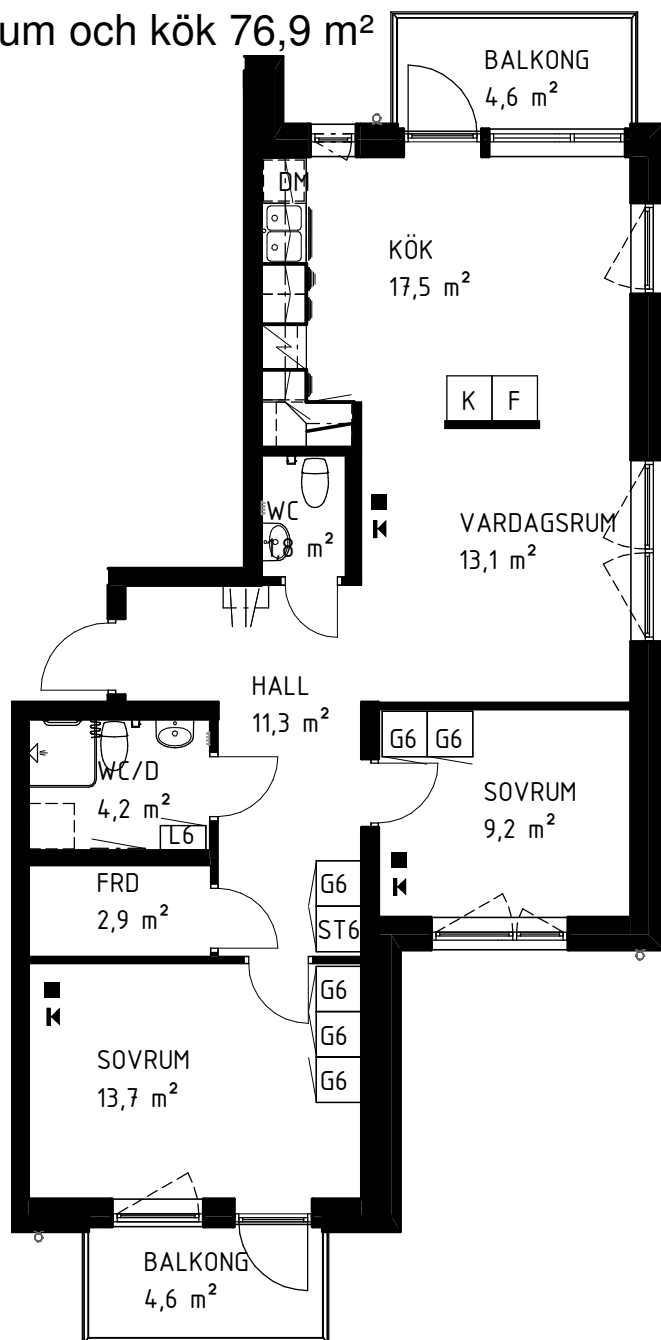 um och kök 76,9 m²
BALKONG
4,6 m²
DM
KÖK
17,5 m²
K F
WC
8 m²
VARDAGSRUM
13,1 m²
HALL
11,3 m²
G6 G6
WC/D
4,2 m²
SOVRUM
9,2 m²
L6
FRD
2,9 m²
G6
ST6
G6
SOVRUM
13,7 m²
G6
G6
BALKONG
4,6 m²